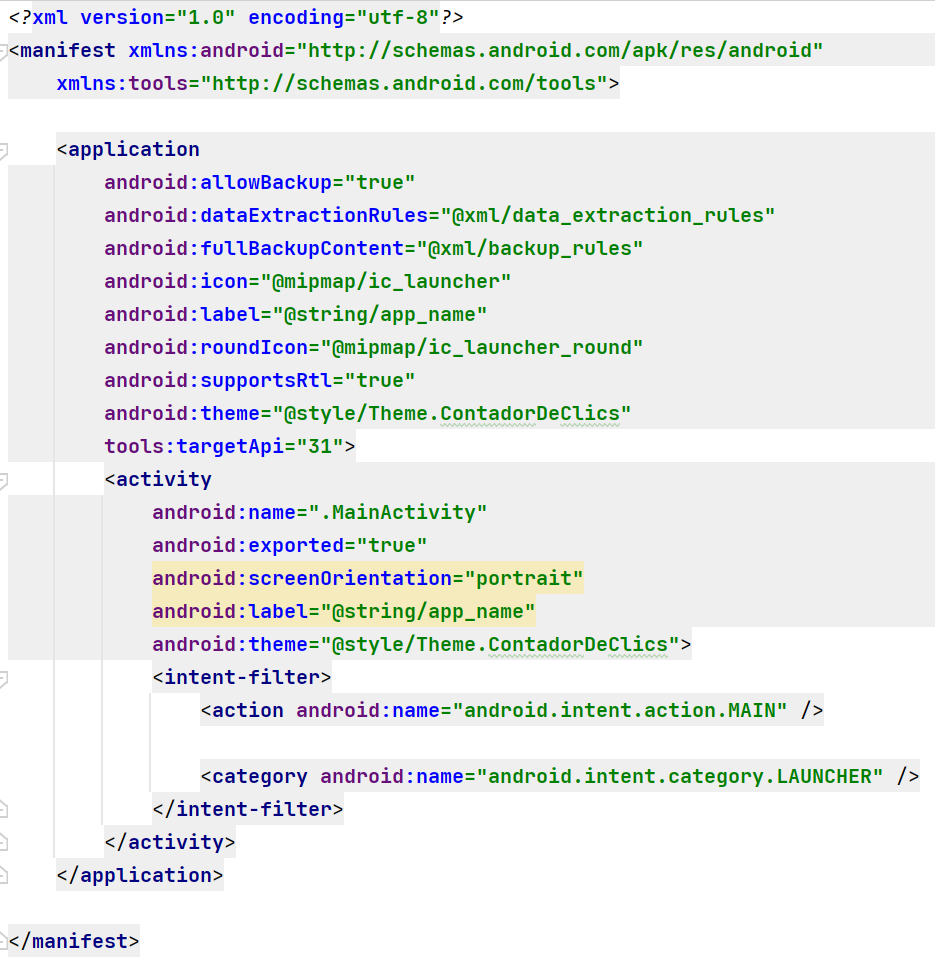 <?xml version="1.0" encoding="utf-8"?>
<manifest xmlns:android="http://schemas.android.com/apk/res/android"
    xmlns:tools="http://schemas.android.com/tools">

    <application
        android:allowBackup="true"
        android:dataExtractionRules="@xml/data_extraction_rules"
        android:fullBackupContent="@xml/backup_rules"
        android:icon="@mipmap/ic_launcher"
        android:label="@string/app_name"
        android:roundIcon="@mipmap/ic_launcher_round"
        android:supportsRtl="true"
        android:theme="@style/Theme.ContadorDeClics"
        tools:targetApi="31">
        <activity
            android:name=".MainActivity"
            android:exported="true"
            android:screenOrientation="portrait"
            android:label="@string/app_name"
            android:theme="@style/Theme.ContadorDeClics">
            <intent-filter>
                <action android:name="android.intent.action.MAIN" />

                <category android:name="android.intent.category.LAUNCHER" />
            </intent-filter>
        </activity>
    </application>

</manifest>